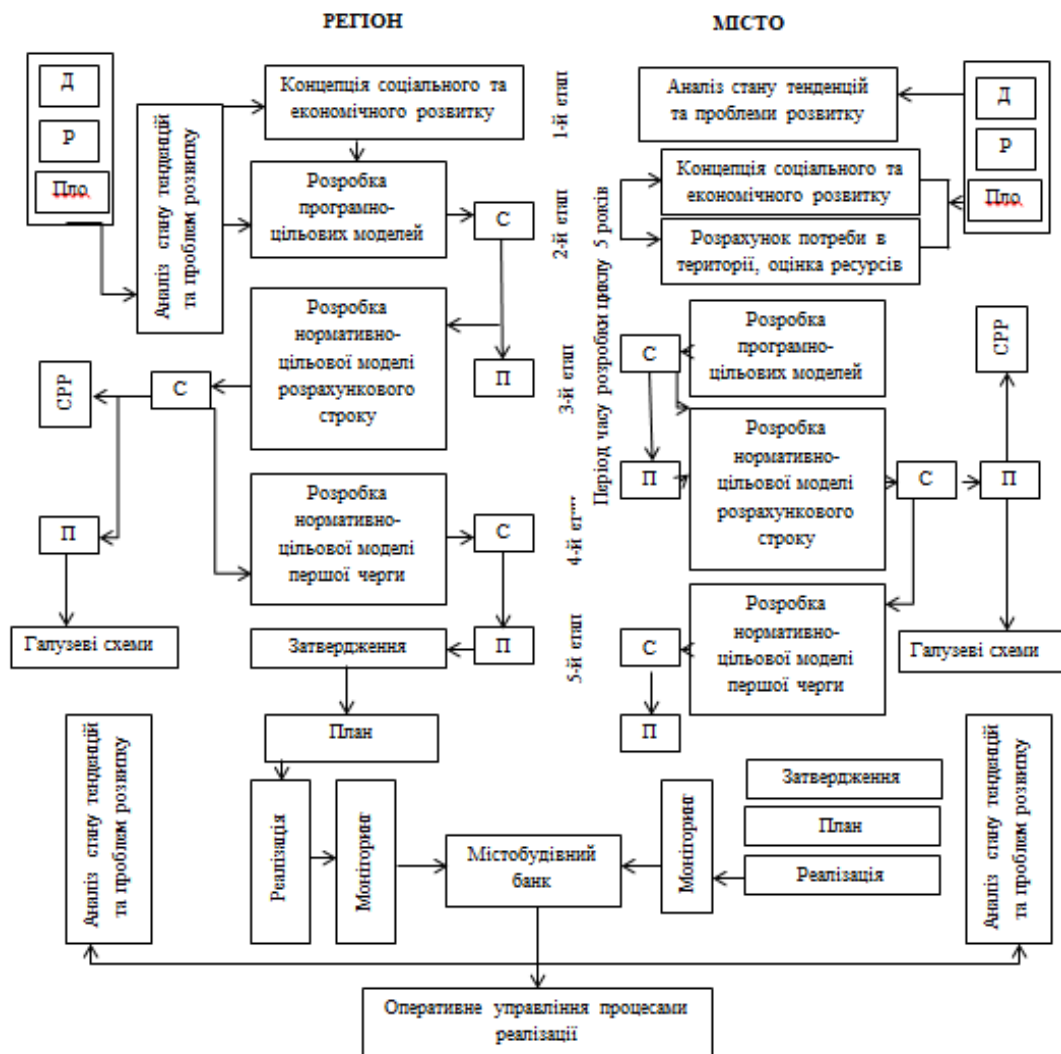 РЕГІОН
МІСТО
Д
Р
Пло
Аналіз стану тенденцій
та проблем розвитку
Концепція соціального та
економічного розвитку
Розробка
програмно-
цільових моделей
С
Розробка
нормативно-
цільової моделі
розрахункового
строку
П
СРР
С
Розробка
нормативно-
цільової моделі
першої черги
С
П
Галузеві схеми
Затвердження
П
План
Аналіз стану тенденцій
та проблем розвитку
Реалізація
Моніторинг
1-й етап
2-й етап
3-й етап
4-й
5-й етап
Період часу розробки циклу 5 років
Аналіз стану тенденцій
та проблеми розвитку
Д
Р
Пло
Концепція соціального та
економічного розвитку
Розрахунок потреби в
території, оцінка ресурсів
Розробка
програмно-
цільових моделей
С
СРР
П
Розробка
нормативно-
цільової моделі
розрахункового
строку
С
П
Розробка
нормативно-
цільової моделі
першої черги
С
П
Галузеві схеми
Затвердження
План
Реалізація
Моніторинг
Аналіз стану тенденцій
та проблем розвитку
Містобудівний
банк
Оперативне управління процесами
реалізації